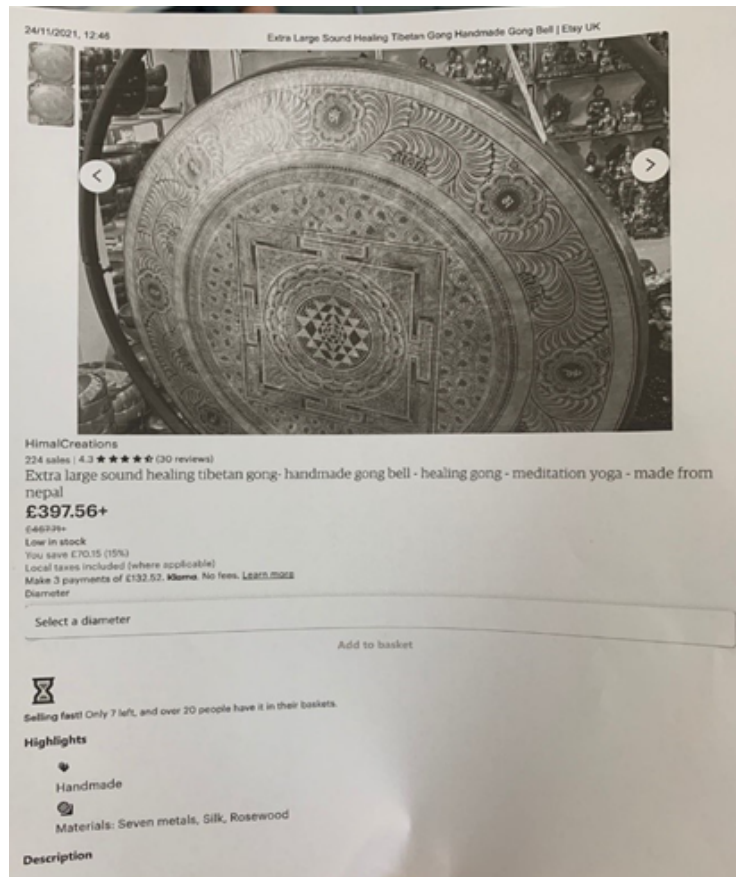 24/11/2021, 12:46
Extra Large Sound Healing Tibetan Gong Handmade Gong Bell | Etsy UK
HimalCreations
224 sales | 4.3 ★★★★★ (30 reviews)
Extra large sound healing tibetan gong- handmade gong bell - healing gong - meditation yoga - made from
nepal
£397.56+
£467.71+
Low in stock
You save £70.15 (15%)
Local taxes included (where applicable)
Make 3 payments of £132.52. Klarna. No fees. Learn more
Diameter
Select a diameter
Add to basket
Selling fast! Only 7 left, and over 20 people have it in their baskets.
Highlights
Handmade
Materials: Seven metals, Silk, Rosewood
Description